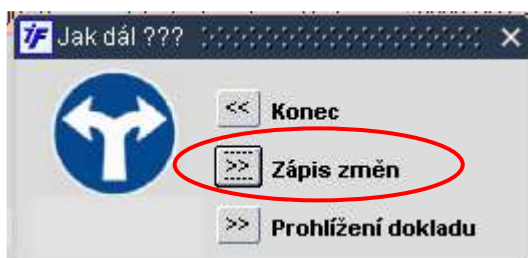 Jak dál ???
<< Konec
>> Zápis změn
>> Prohlížení dokladu